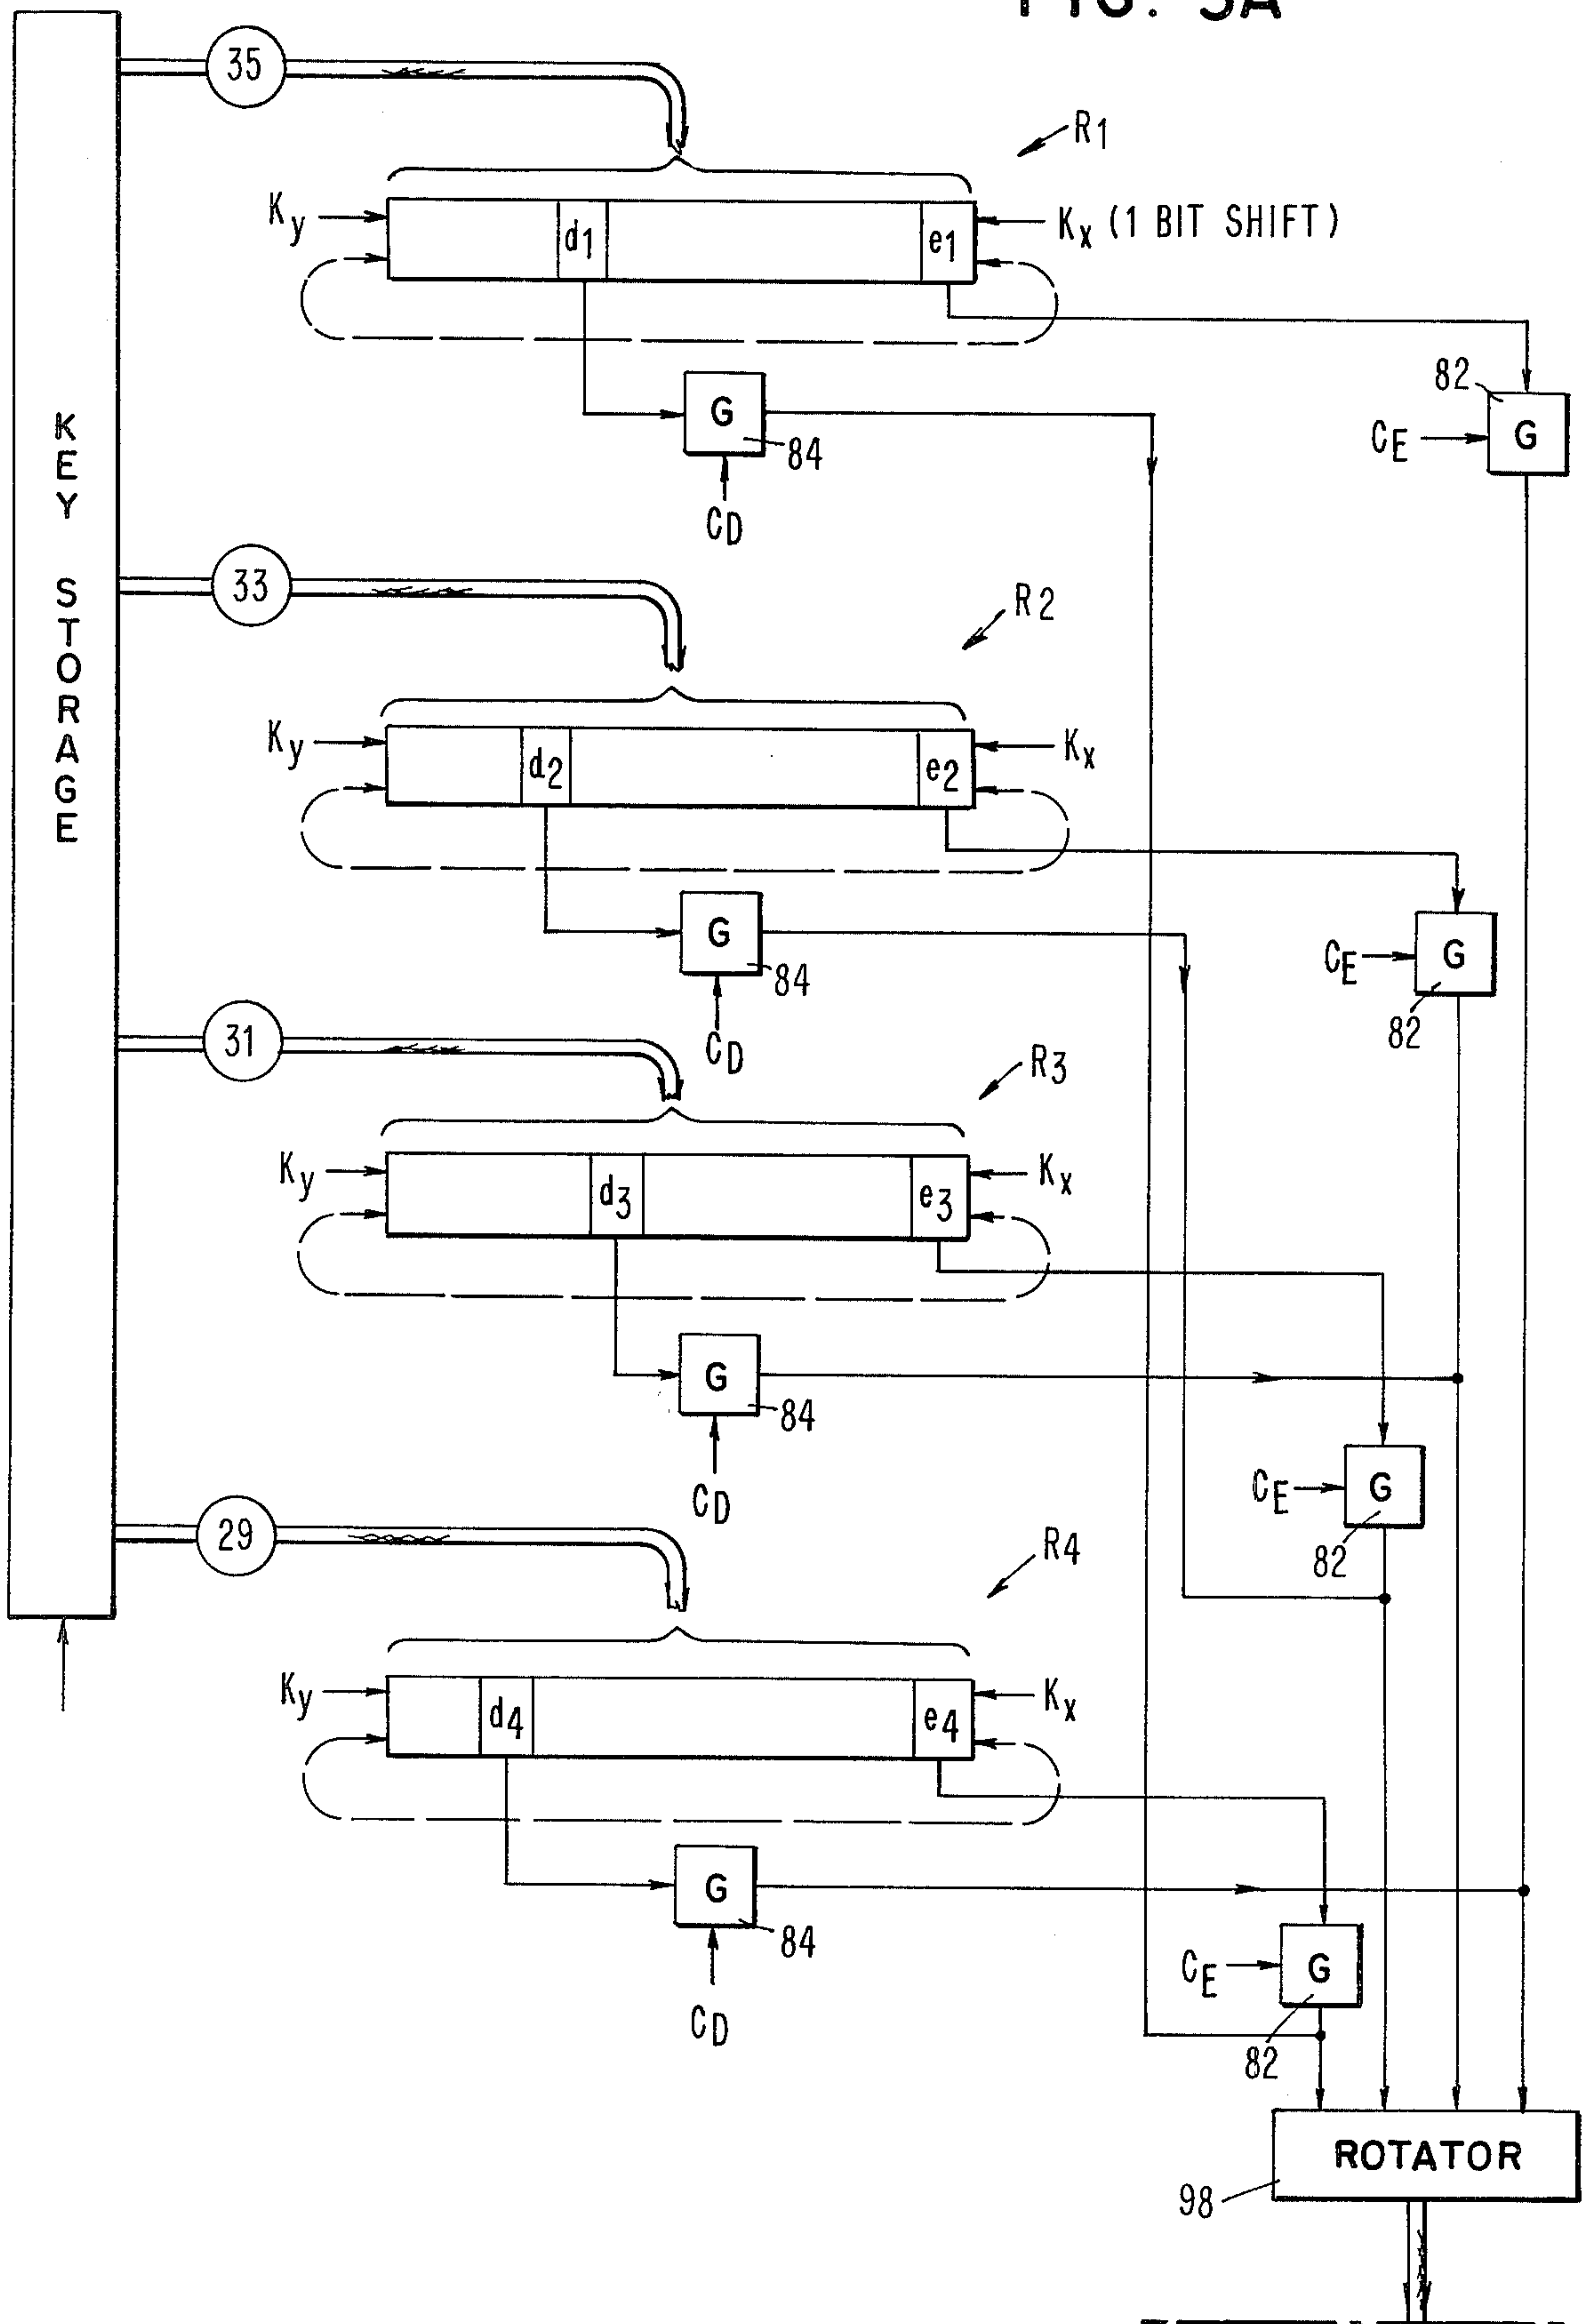 FIG. 3A
35
R1
Ky
d1
e1
Kx (1 BIT SHIFT)
82
G
CE
G
84
CD
KEY STORAGE
33
R2
Ky
d2
e2
Kx
G
84
CD
CE
G
82
31
R3
Ky
d3
e3
Kx
G
84
CD
CE
G
82
29
R4
Ky
d4
e4
Kx
G
84
CD
CE
G
82
ROTATOR
98